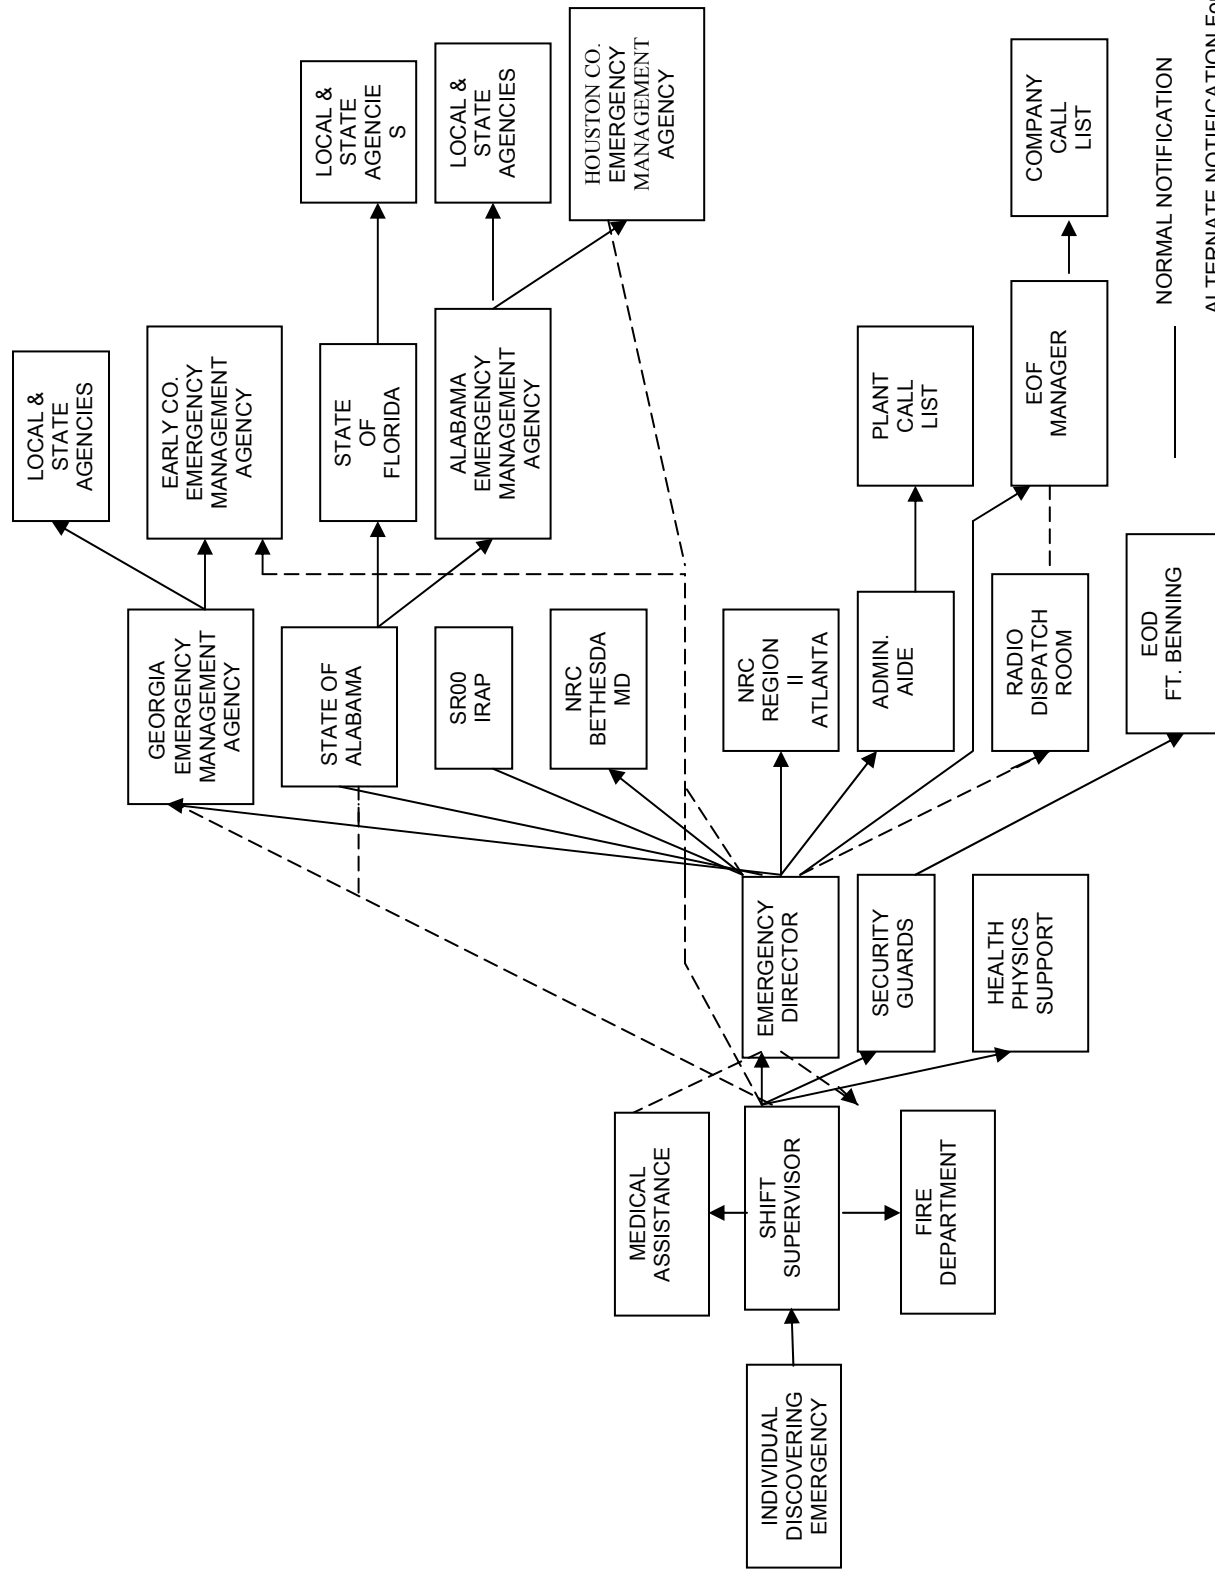 LOCAL &
STATE
AGENCIES
EARLY CO.
EMERGENCY
MANAGEMENT
AGENCY
LOCAL &
STATE
AGENCIE
S
LOCAL &
STATE
AGENCIES
HOUSTON CO.
EMERGENCY
MANAGEMENT
AGENCY
STATE
OF
FLORIDA
ALABAMA
EMERGENCY
MANAGEMENT
AGENCY
GEORGIA
EMERGENCY
MANAGEMENT
AGENCY
STATE OF
ALABAMA
SR00
IRAP
NRC
BETHESDA
MD
NRC
REGION
II
ATLANTA
ADMIN.
AIDE
PLANT
CALL
LIST
RADIO
DISPATCH
ROOM
EOF
MANAGER
COMPANY
CALL
LIST
EOD
FT. BENNING
EMERGENCY
DIRECTOR
SECURITY
GUARDS
HEALTH
PHYSICS
SUPPORT
MEDICAL
ASSISTANCE
SHIFT
SUPERVISOR
FIRE
DEPARTMENT
INDIVIDUAL
DISCOVERING
EMERGENCY
NORMAL NOTIFICATION
ALTERNATE NOTIFICATION